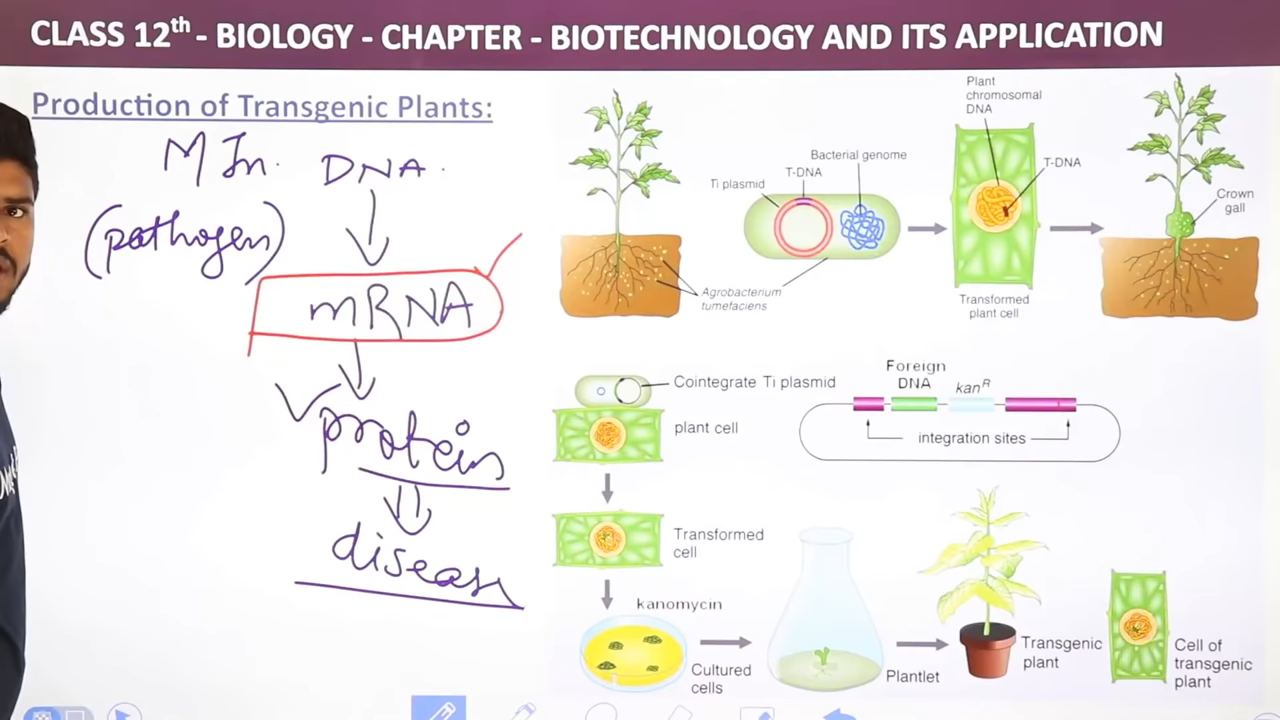 CLASS 12th - BIOLOGY - CHAPTER - BIOTECHNOLOGY AND ITS APPLICATION
Production of Transgenic Plants:
M In. DNA.
(pathogen)
mRNA
protein
disease
Plant
chromosomal
DNA
Bacterial genome
T-DNA
Ti plasmid
T-DNA
Crown
gall
Agrobacterium
tumefaciens
Transformed
plant cell
Cointegrate Ti plasmid
plant cell
Foreign
DNA
kanR
integration sites
Transformed
cell
kanomycin
Cultured
cells
Plantlet
Transgenic
plant
Cell of
transgenic
plant